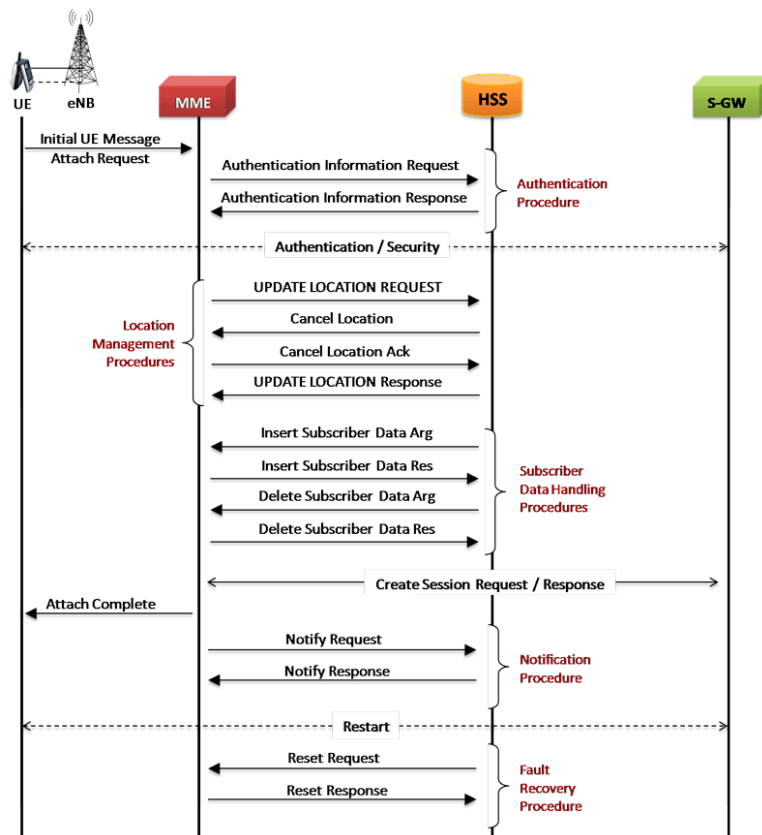 UE
eNB
MME
HSS
S-GW
Initial UE Message
Attach Request
Authentication Information Request
Authentication Information Response
Authentication
Procedure
Authentication / Security
Location
Management
Procedures
UPDATE LOCATION REQUEST
Cancel Location
Cancel Location Ack
UPDATE LOCATION Response
Insert Subscriber Data Arg
Insert Subscriber Data Res
Delete Subscriber Data Arg
Delete Subscriber Data Res
Subscriber
Data Handling
Procedures
Create Session Request / Response
Attach Complete
Notify Request
Notify Response
Notification
Procedure
Restart
Reset Request
Reset Response
Fault
Recovery
Procedure